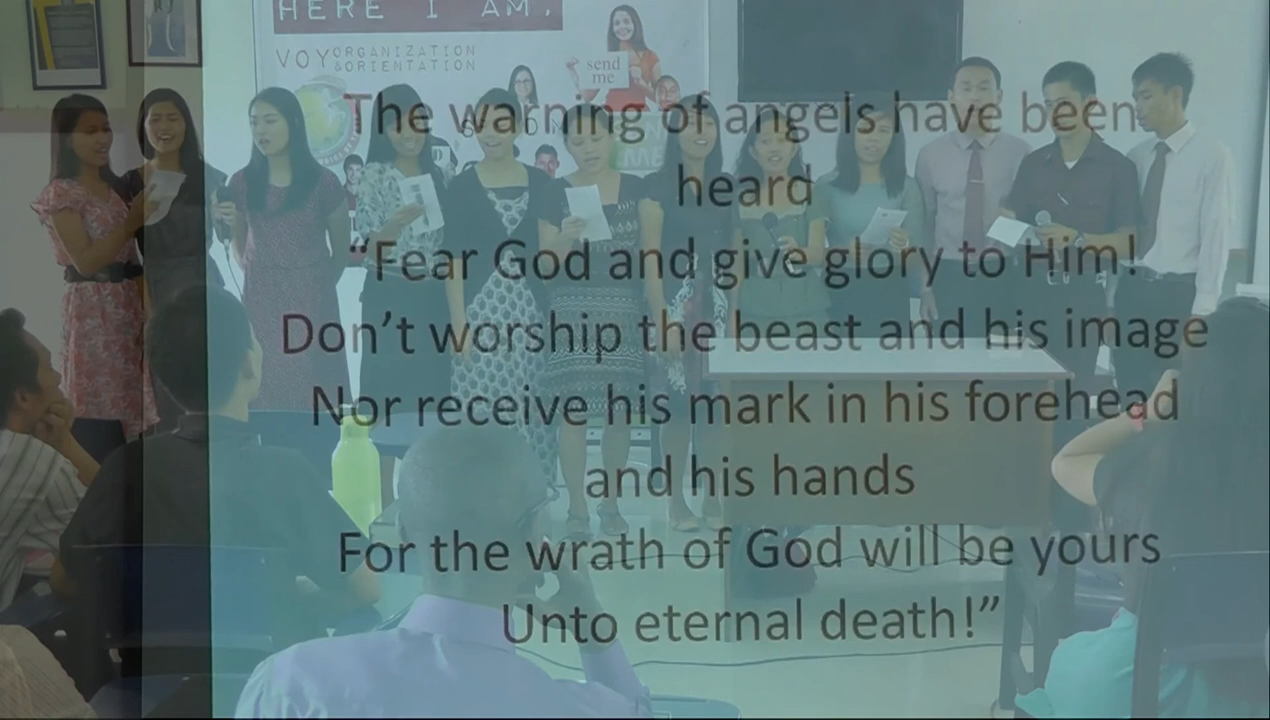 HERE I AM.
VOY ORGANIZATION
& ORIENTATION
send
me
The warning of angels have been
heard
“Fear God and give glory to Him!
Don’t worship the beast and his image
Nor receive his mark in his forehead
and his hands
For the wrath of God will be yours
Unto eternal death!”